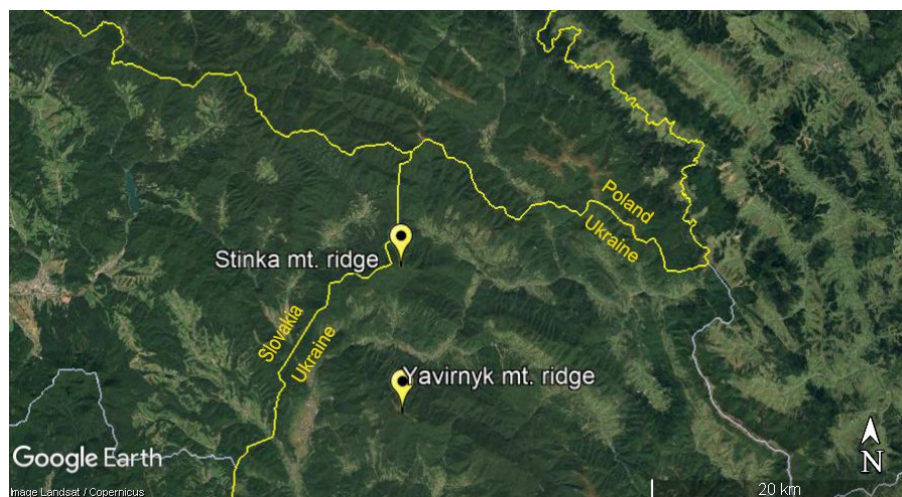 Poland
Ukraine
Stinka mt. ridge
Slovakia
Ukraine
Yavirnyk mt. ridge
Google Earth
N
Image Landsat / Copernicus
20 km